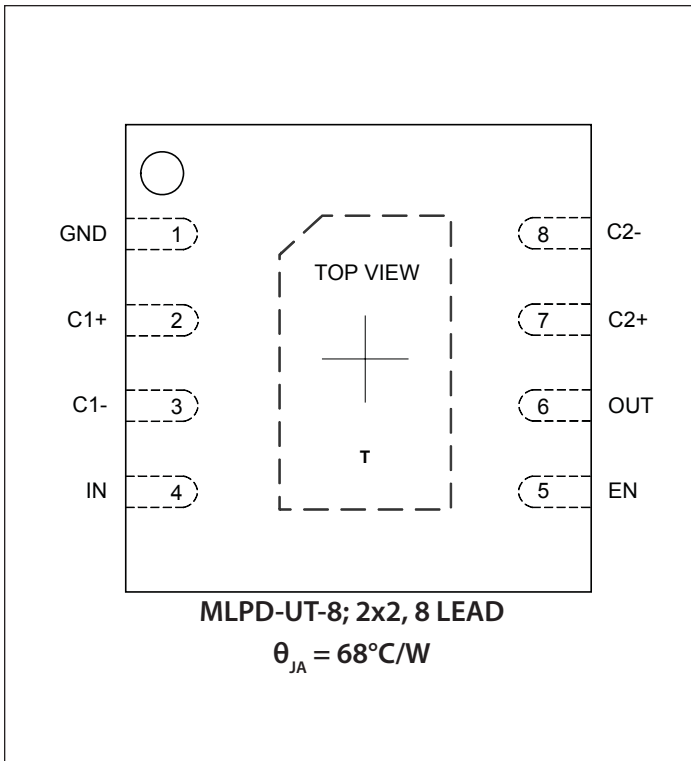 TOP VIEW
GND 1 8 C2-
C1+ 2 7 C2+
C1- 3 6 OUT
T
IN 4 5 EN
MLPD-UT-8; 2x2, 8 LEAD
θJA = 68°C/W